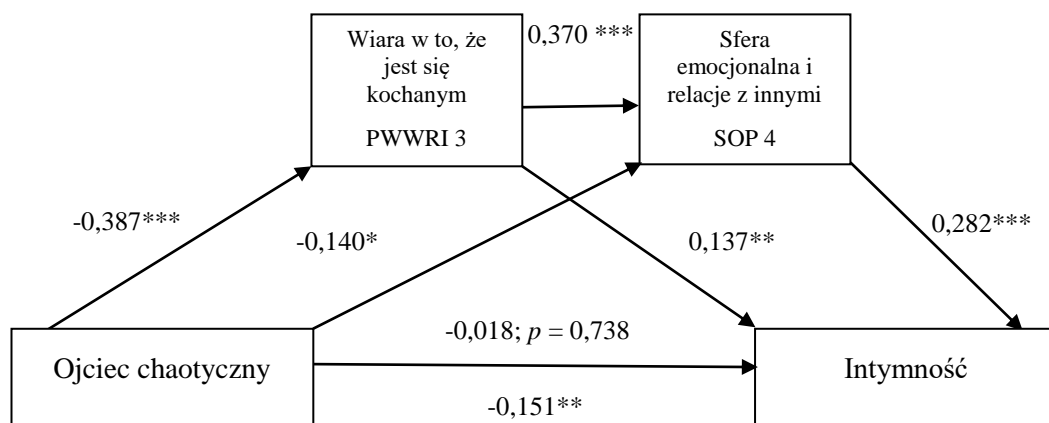 Wiara w to, że
jest się
kochanym
PWWRI 3
0,370 ***
Sfera
emocjonalna i
relacje z innymi
SOP 4
-0,387***
-0,140*
0,137**
0,282***
Ojciec chaotyczny
-0,018; p = 0,738
-0,151**
Intymność